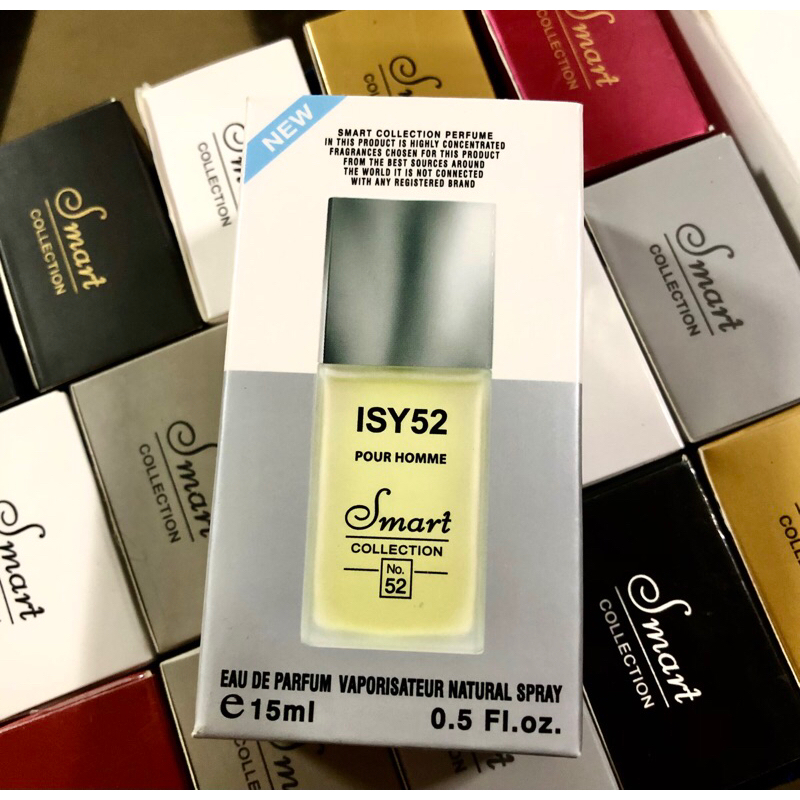 Smart
COLLECTION
Smart
COLLECTION
NEW
SMART COLLECTION PERFUME
IN THIS PRODUCT IS HIGHLY CONCENTRATED
FRAGRANCES CHOSEN FOR THIS PRODUCT
FROM THE BEST SOURCES AROUND
THE WORLD IT IS NOT CONNECTED
WITH ANY REGISTERED BRAND
ISY52
POUR HOMME
Smart
COLLECTION
No.
52
EAU DE PARFUM VAPORISATEUR NATURAL SPRAY
e 15ml 0.5 Fl.oz.
COLLECTION
Smart
COLLECTION
Smart
COLLECTION
Smart
Smart
COLLECTION